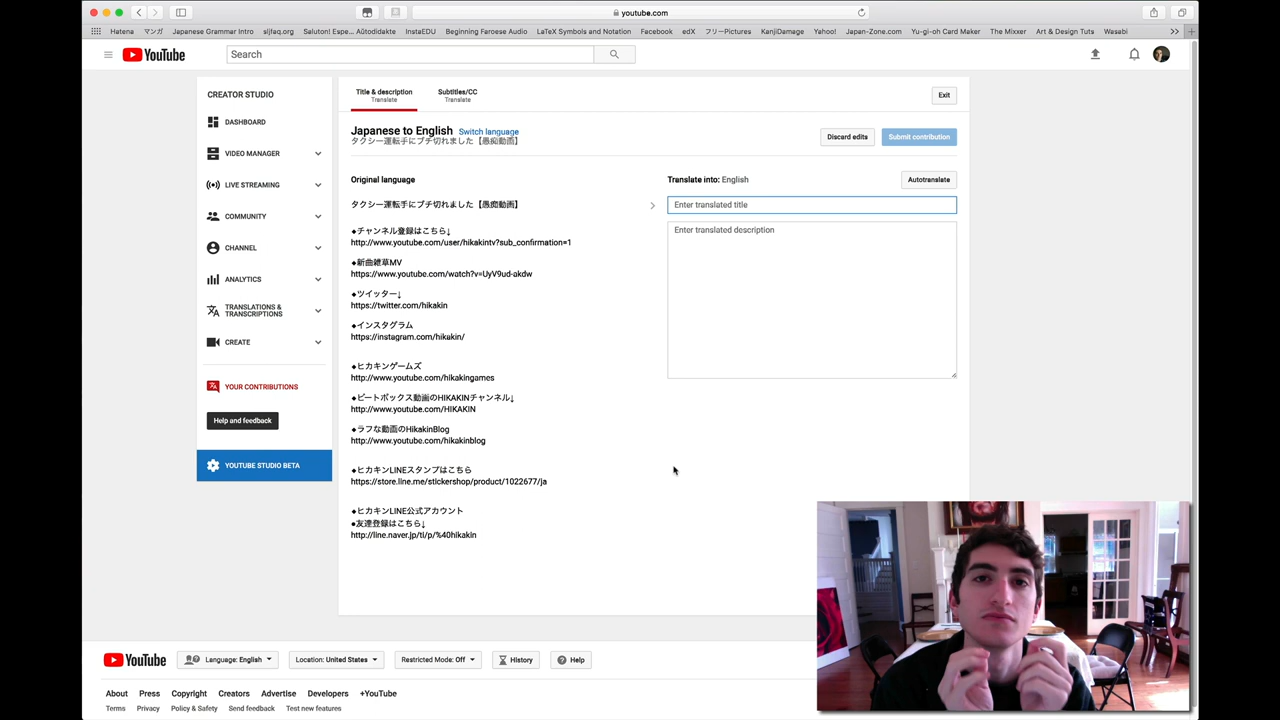 youtube.com
Hatena マンガ Japanese Grammar Intro sljfaq.org Saluton! Espe... Aŭtodidakte InstaEDU Beginning Faroese Audio LaTeX Symbols and Notation Facebook edX フリーPictures KanjiDamage Yahoo! Japan-Zone.com Yu-gi-oh Card Maker The Mixxer Art & Design Tuts Wasabi
YouTube
Search
CREATOR STUDIO
DASHBOARD
VIDEO MANAGER
LIVE STREAMING
COMMUNITY
CHANNEL
ANALYTICS
TRANSLATIONS &
TRANSCRIPTIONS
CREATE
YOUR CONTRIBUTIONS
Help and feedback
YOUTUBE STUDIO BETA
Title & description
Translate
Subtitles/CC
Translate
Exit
Japanese to English Switch language
タクシー運転手にブチ切れました【愚痴動画】
Discard edits
Submit contribution
Original language
タクシー運転手にブチ切れました【愚痴動画】
◆チャンネル登録はこちら↓
http://www.youtube.com/user/hikakintv?sub_confirmation=1
◆新曲雑草MV
https://www.youtube.com/watch?v=UyV9ud-akdw
◆ツイッター↓
https://twitter.com/hikakin
◆インスタグラム
https://instagram.com/hikakin/
◆ヒカキンゲームズ
http://www.youtube.com/hikakingames
◆ビートボックス動画のHIKAKINチャンネル↓
http://www.youtube.com/HIKAKIN
◆ラフな動画のHikakinBlog
http://www.youtube.com/hikakinblog
◆ヒカキンLINEスタンプはこちら
https://store.line.me/stickershop/product/1022677/ja
◆ヒカキンLINE公式アカウント
●友達登録はこちら↓
http://line.naver.jp/ti/p/%40hikakin
Translate into: English
Autotranslate
Enter translated title
Enter translated description
YouTube
Language: English
Location: United States
Restricted Mode: Off
History
Help
About Press Copyright Creators Advertise Developers +YouTube
Terms Privacy Policy & Safety Send feedback Test new features